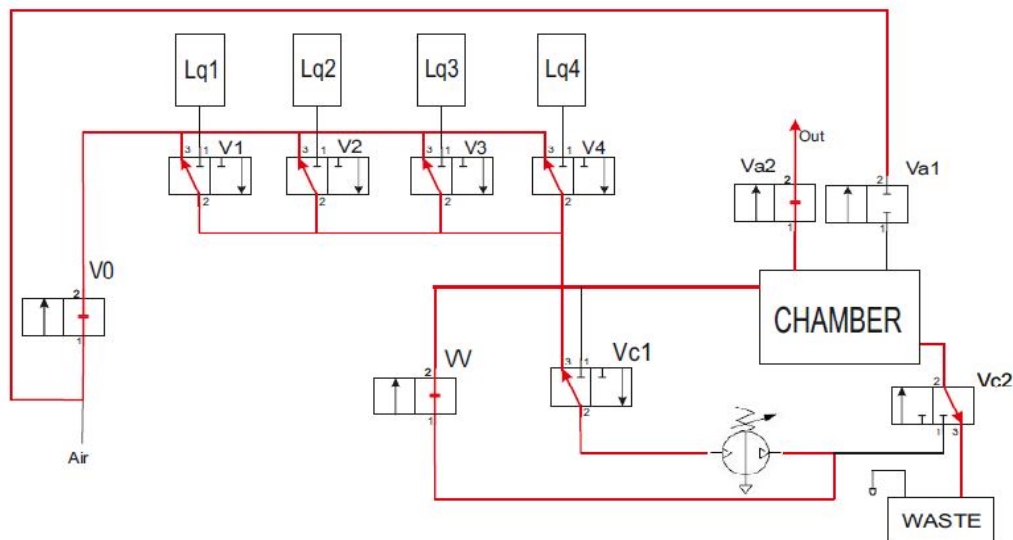 Lq1 Lq2 Lq3 Lq4
Out
3 1 V1 3 1 V2 3 1 V3 3 1 V4
Va2 2 2 Va1
2 2 2 2
1 1
V0
2
CHAMBER
1
VV 2 3 1 Vc1
2 Vc2
1 2
1 3
Air
WASTE